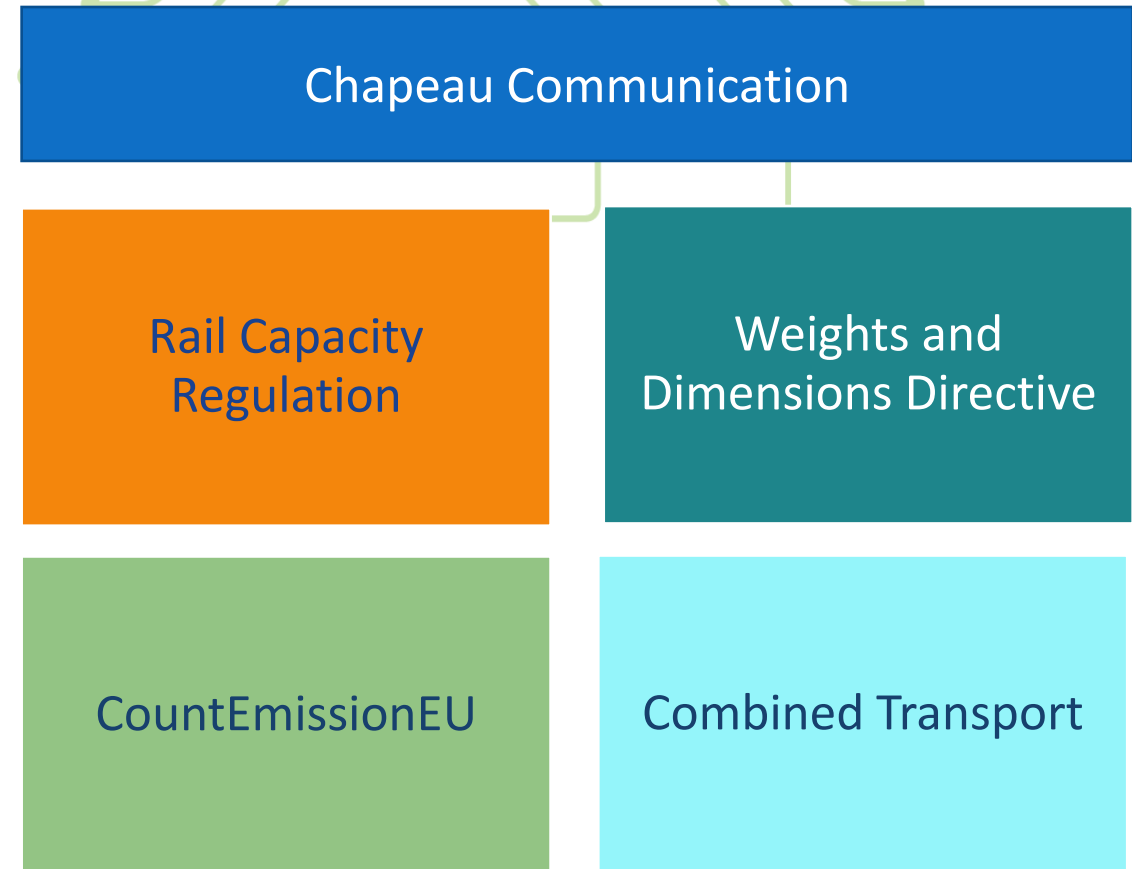 Chapeau Communication
Rail Capacity
Regulation
Weights and
Dimensions Directive
CountEmissionEU
Combined Transport